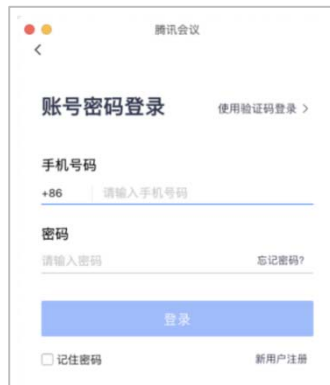 腾讯会议
账号密码登录
使用验证码登录 >
手机号码
+86 请输入手机号码
密码
请输入密码 忘记密码?
登录
记住密码 新用户注册